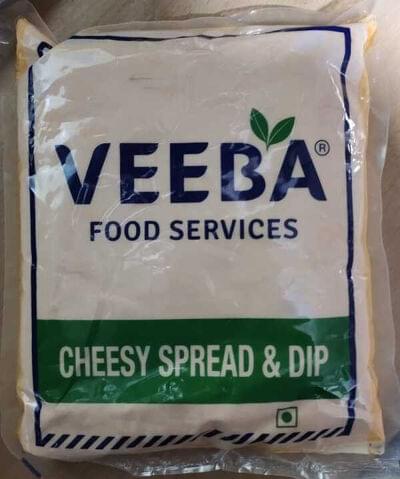 VEEBA®
FOOD SERVICES
CHEESY SPREAD & DIP